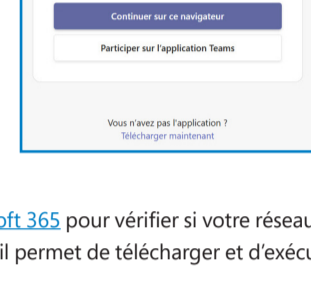 Continuer sur ce navigateur
Participer sur l'application Teams
Vous n'avez pas l'application ?
Télécharger maintenant
oft 365 pour vérifier si votre réseau
il permet de télécharger et d'exécu